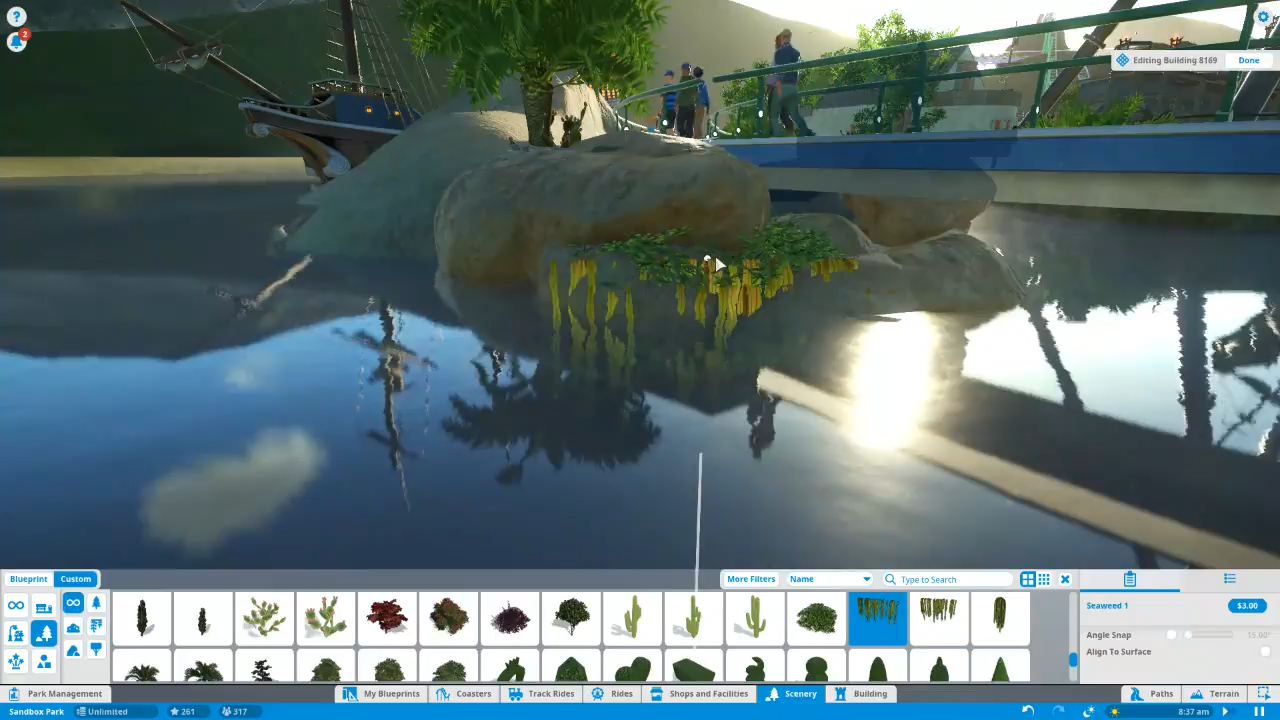 ?
2
Editing Building 8169 Done
Blueprint Custom
More Filters Name Type to Search
Seaweed 1 $3.00
Angle Snap 15.00°
Align To Surface
Park Management My Blueprints Coasters Track Rides Rides Shops and Facilities Scenery Building Paths Terrain
Sandbox Park Unlimited 261 317 8:37 am